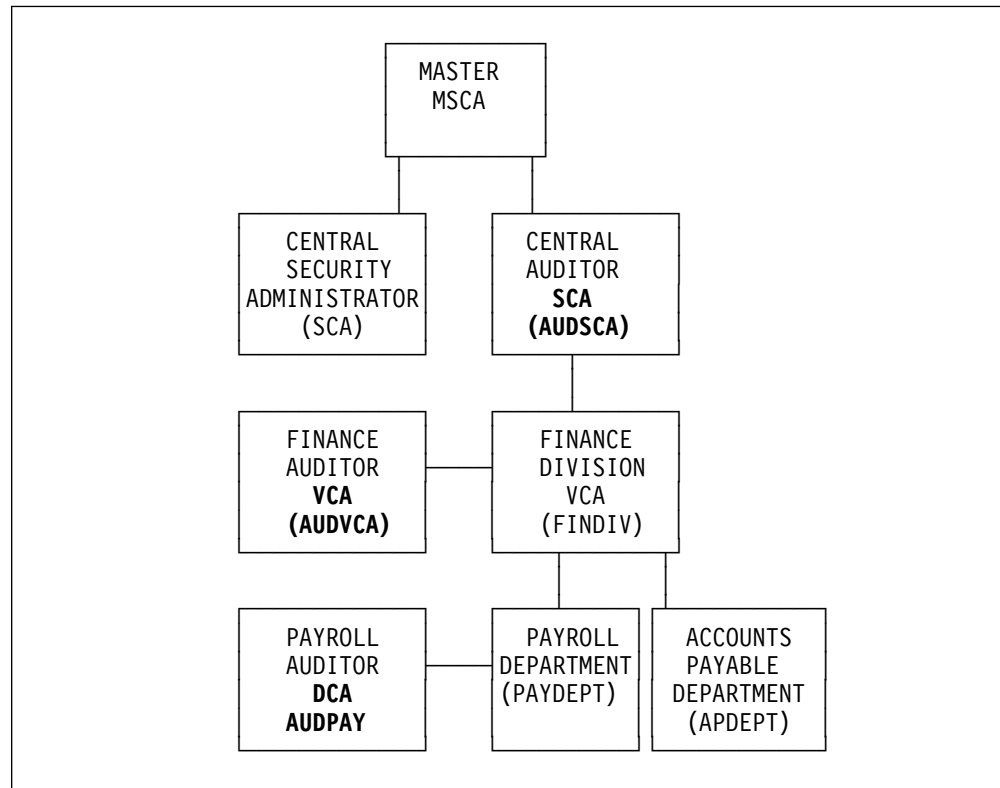 MASTER
MSCA
CENTRAL
SECURITY
ADMINISTRATOR
(SCA)
CENTRAL
AUDITOR
SCA
(AUDSCA)
FINANCE
AUDITOR
VCA
(AUDVCA)
FINANCE
DIVISION
VCA
(FINDIV)
PAYROLL
AUDITOR
DCA
AUDPAY
PAYROLL
DEPARTMENT
(PAYDEPT)
ACCOUNTS
PAYABLE
DEPARTMENT
(APDEPT)